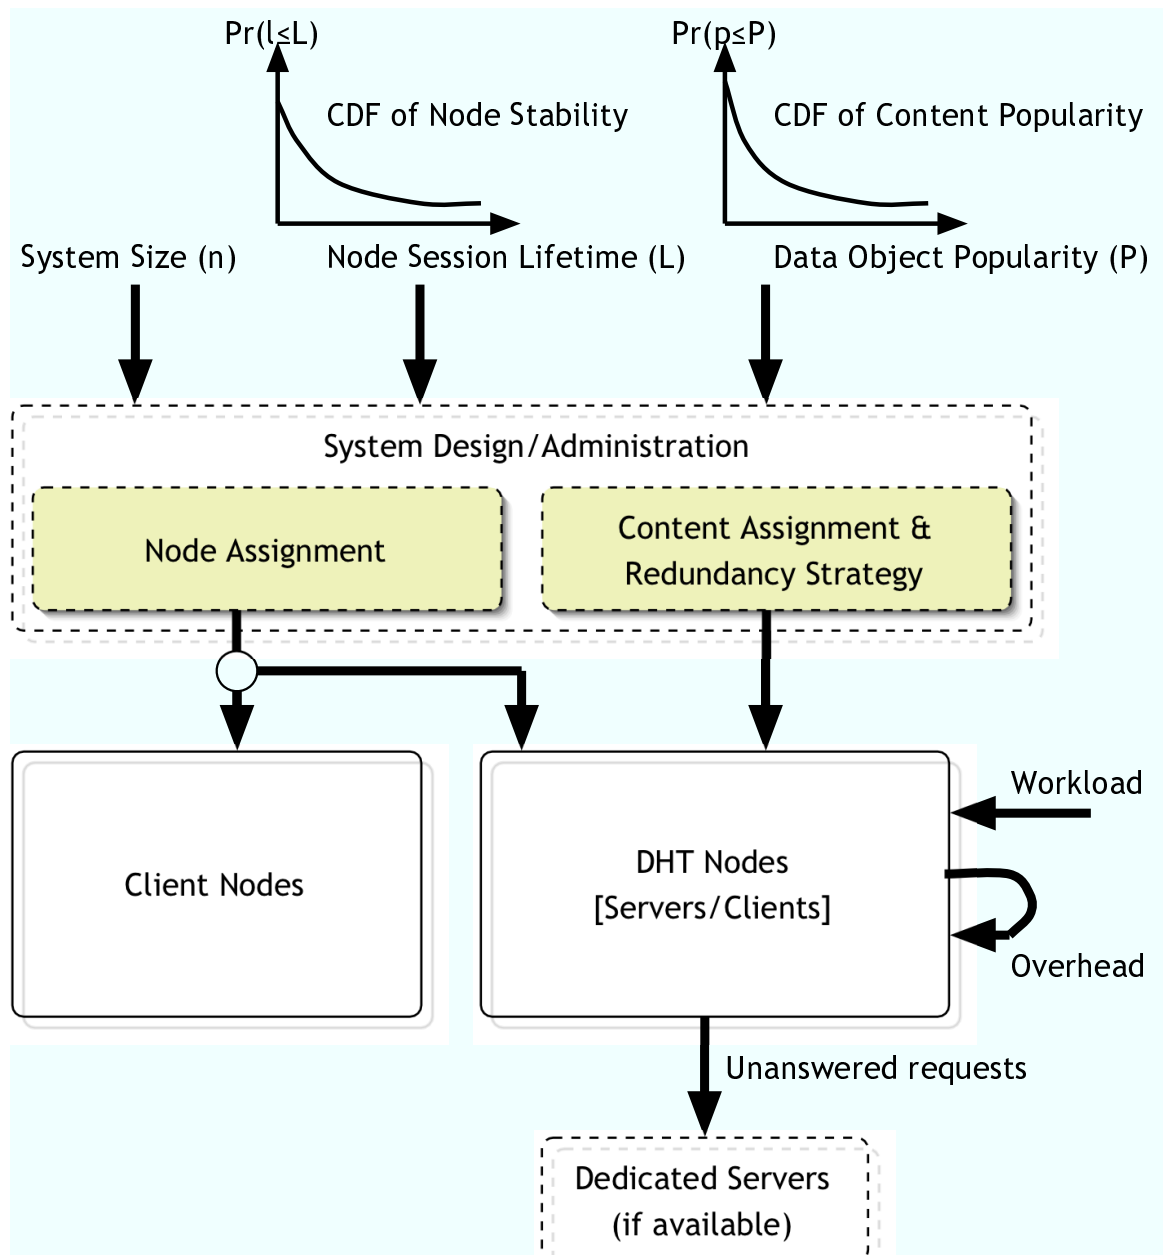 Pr(l≤L)
Pr(p≤P)
CDF of Node Stability
CDF of Content Popularity
System Size (n)
Node Session Lifetime (L)
Data Object Popularity (P)
System Design/Administration
Node Assignment
Content Assignment &
Redundancy Strategy
Workload
Client Nodes
DHT Nodes
[Servers/Clients]
Overhead
Unanswered requests
Dedicated Servers
(if available)